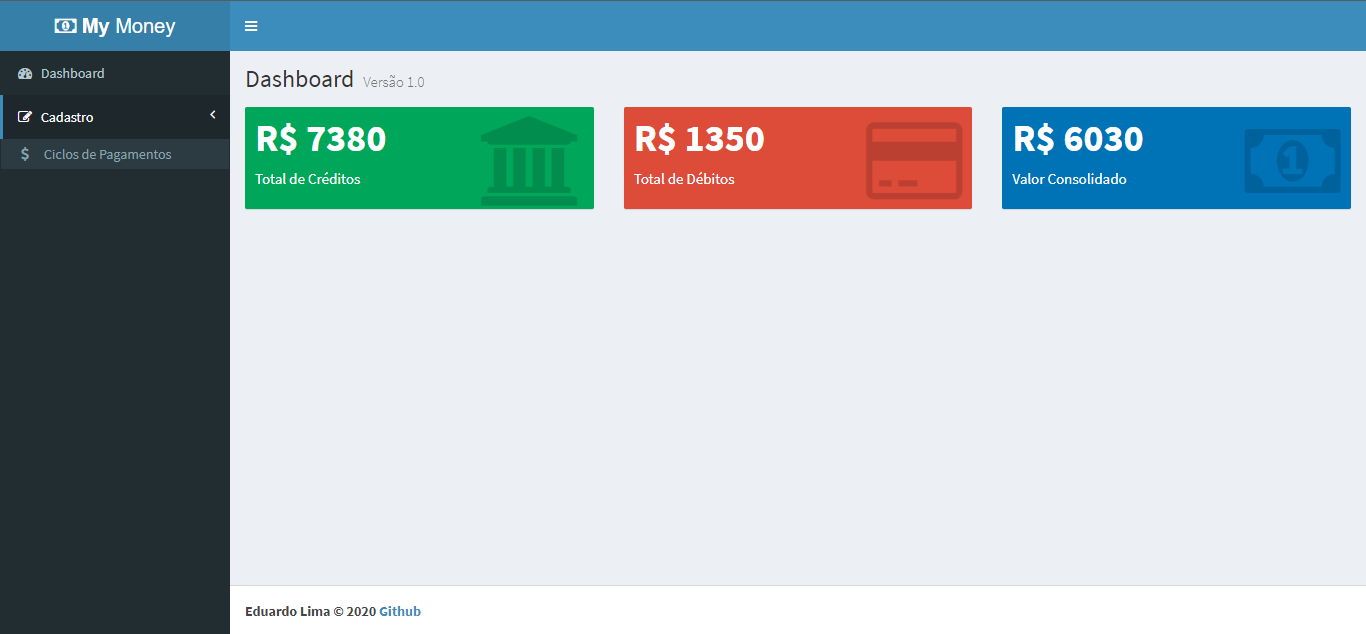 My Money
Dashboard
Cadastro
Ciclos de Pagamentos
Dashboard Versão 1.0
R$ 7380
Total de Créditos
R$ 1350
Total de Débitos
R$ 6030
Valor Consolidado
Eduardo Lima © 2020 Github